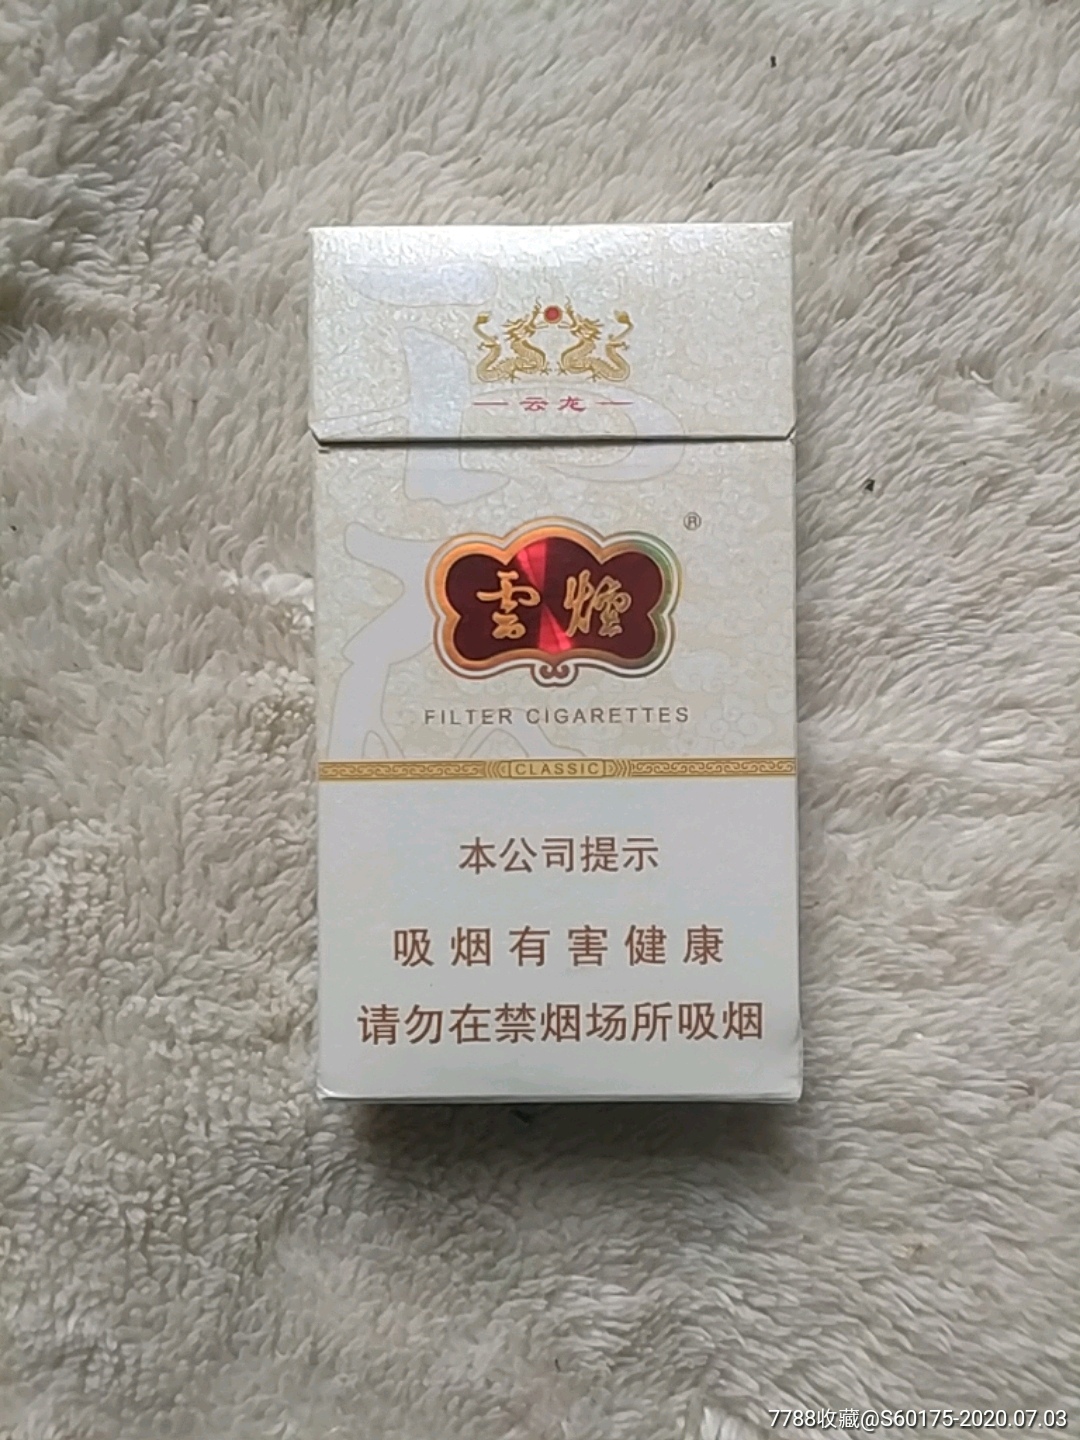 — 云龙 —
®
雲煙
FILTER CIGARETTES
CLASSIC
本公司提示
吸烟有害健康
请勿在禁烟场所吸烟
7788收藏@S60175-2020.07.03